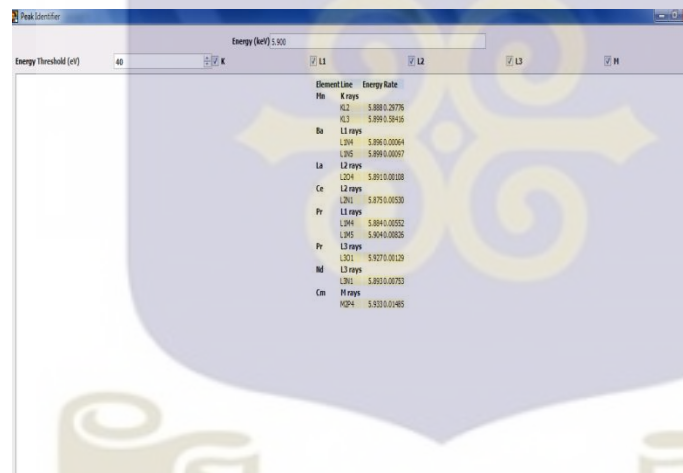 Peak Identifier
Energy (keV) 5.900
Energy Threshold (eV) 40 K L1 L2 L3 M
Element Line Energy Rate
Mn K rays
KL2 5.888 0.29776
KL3 5.899 0.58416
Ba L1 rays
L1N4 5.896 0.00064
L1N5 5.899 0.00097
La L2 rays
L2O4 5.891 0.00108
Ce L2 rays
L2N1 5.875 0.00530
Pr L1 rays
L1M4 5.884 0.00552
L1M5 5.904 0.00826
Pr L3 rays
L3O1 5.927 0.00129
Nd L3 rays
L3N1 5.893 0.00753
Cm M rays
M2P4 5.933 0.01485